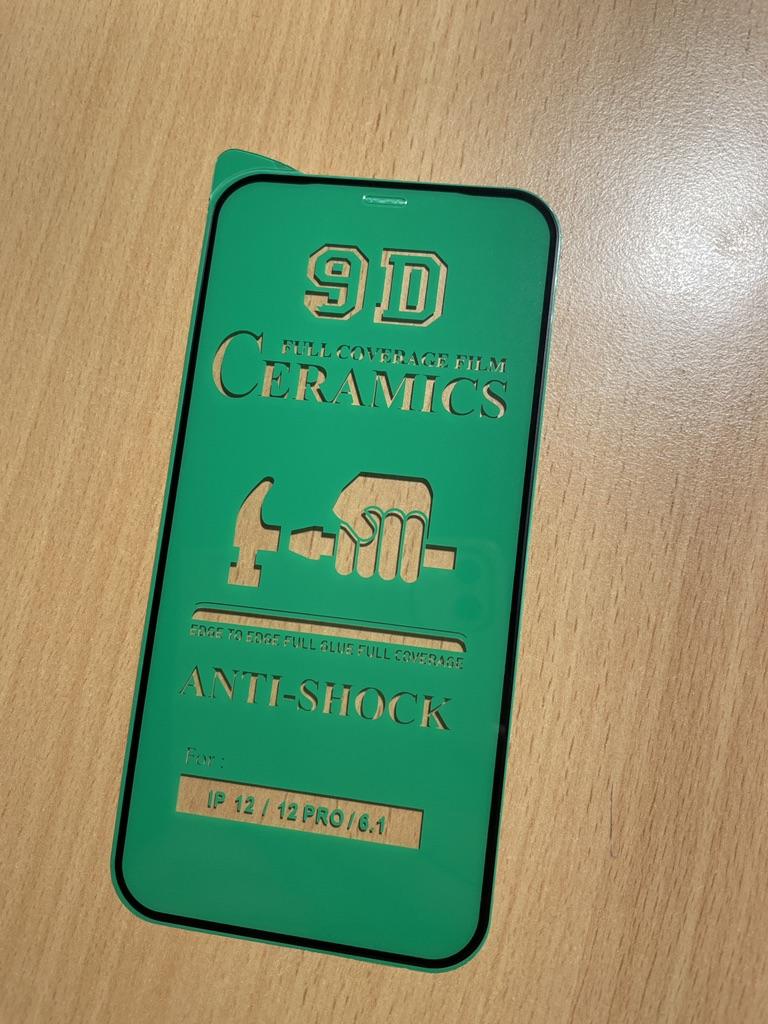 9D
FULL COVERAGE FILM
CERAMICS
EDGE TO EDGE FULL GLUE FULL COVERAGE
ANTI-SHOCK
For :
IP 12 / 12 PRO / 6.1